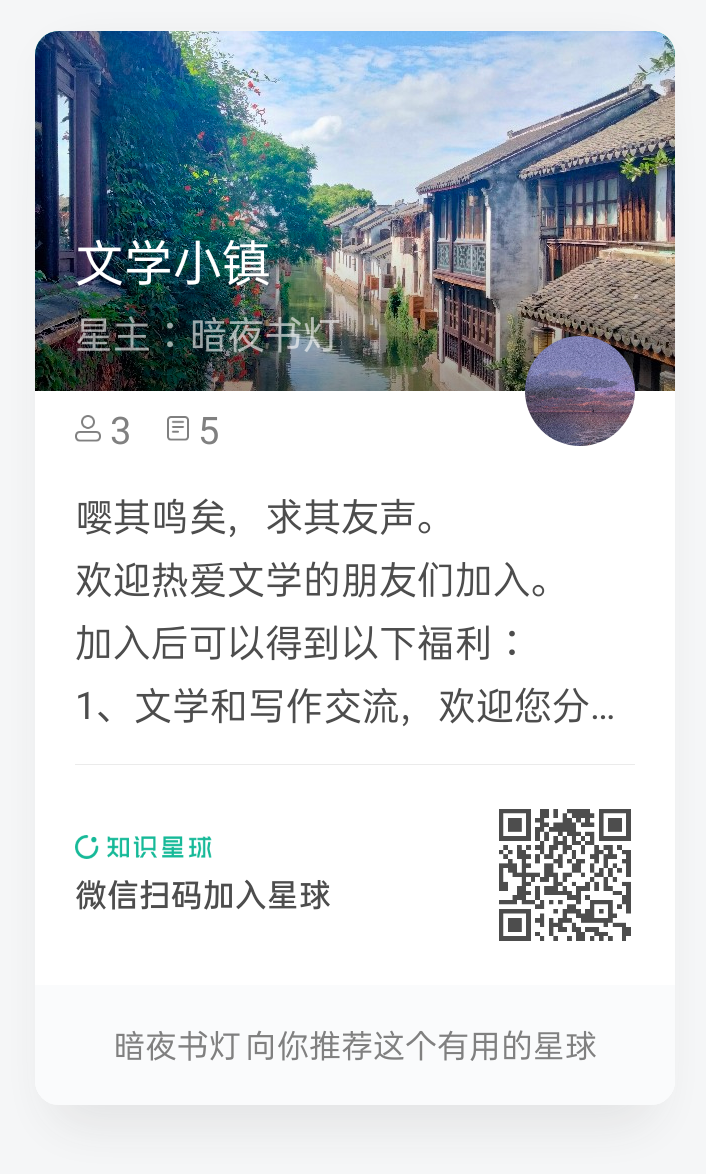 文学小镇
星主：暗夜书灯
3 5
嘤其鸣矣，求其友声。
欢迎热爱文学的朋友们加入。
加入后可以得到以下福利：
1、文学和写作交流，欢迎您分...
知识星球
微信扫码加入星球
暗夜书灯 向你推荐这个有用的星球